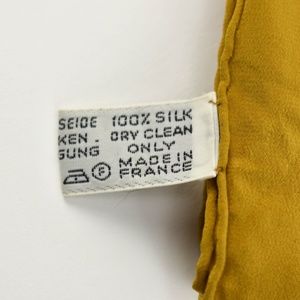 SEIDE 100% SILK
KEN. DRY CLEAN
GUNG ONLY
MADE IN
P FRANCE